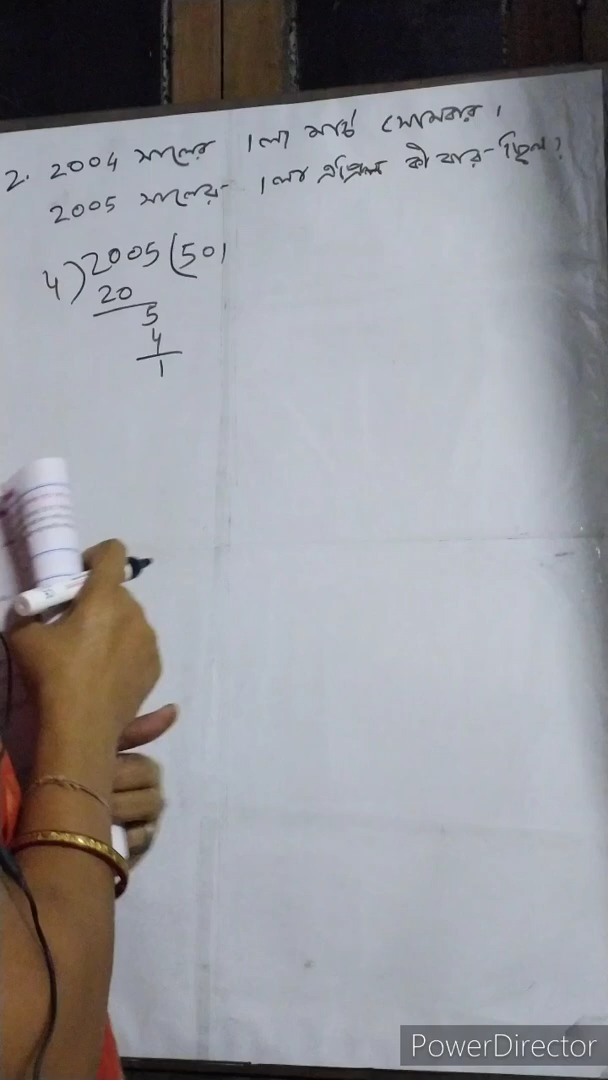 2. 2004 সালের 1লা মার্চ সোমবার।
2005 সালের 1লা এপ্রিল কী বার ছিল?
4)2005(501
20
5
4
1
PowerDirector